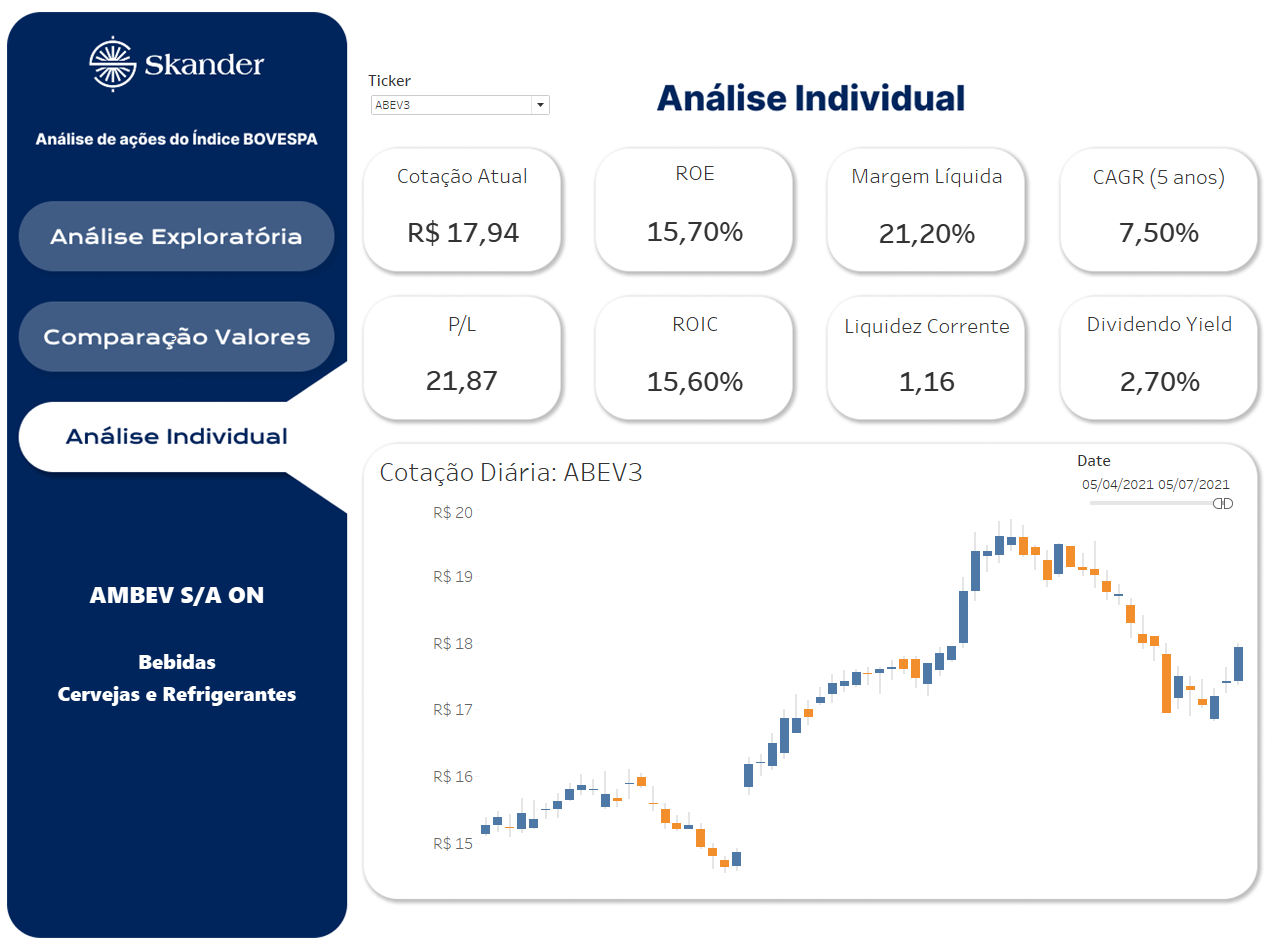 Skander
Análise de ações do Índice BOVESPA
Análise Exploratória
Comparação Valores
Análise Individual
AMBEV S/A ON
Bebidas
Cervejas e Refrigerantes
Ticker
ABEV3
Análise Individual
Cotação Atual
R$ 17,94
ROE
15,70%
Margem Líquida
21,20%
CAGR (5 anos)
7,50%
P/L
21,87
ROIC
15,60%
Liquidez Corrente
1,16
Dividendo Yield
2,70%
Cotação Diária: ABEV3
Date
05/04/2021 05/07/2021
R$ 20
R$ 19
R$ 18
R$ 17
R$ 16
R$ 15